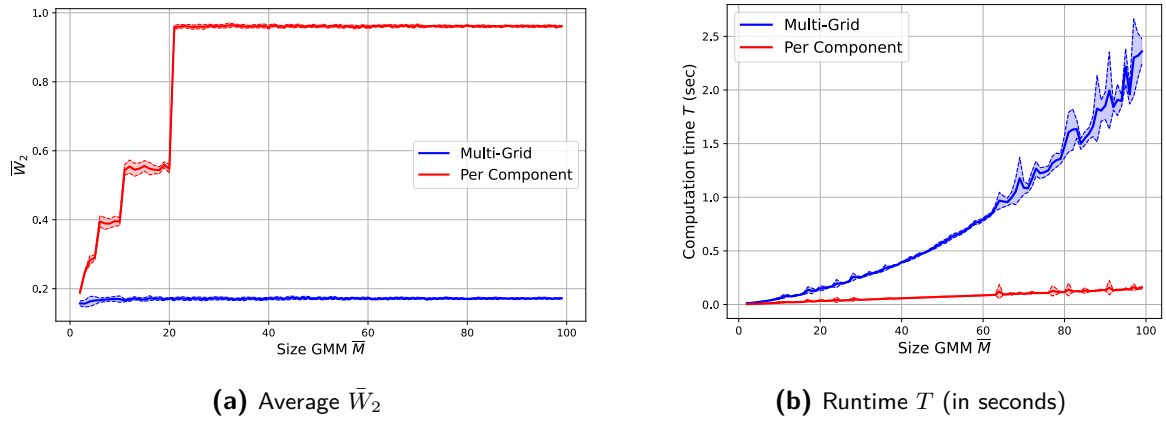 1.0
0.8
0.6
0.4
0.2
W̅₂
Multi-Grid
Per Component
0 20 40 60 80 100
Size GMM M̅
(a) Average W̄₂
Multi-Grid
Per Component
2.5
2.0
1.5
1.0
0.5
0.0
Computation time T (sec)
0 20 40 60 80 100
Size GMM M̅
(b) Runtime T (in seconds)